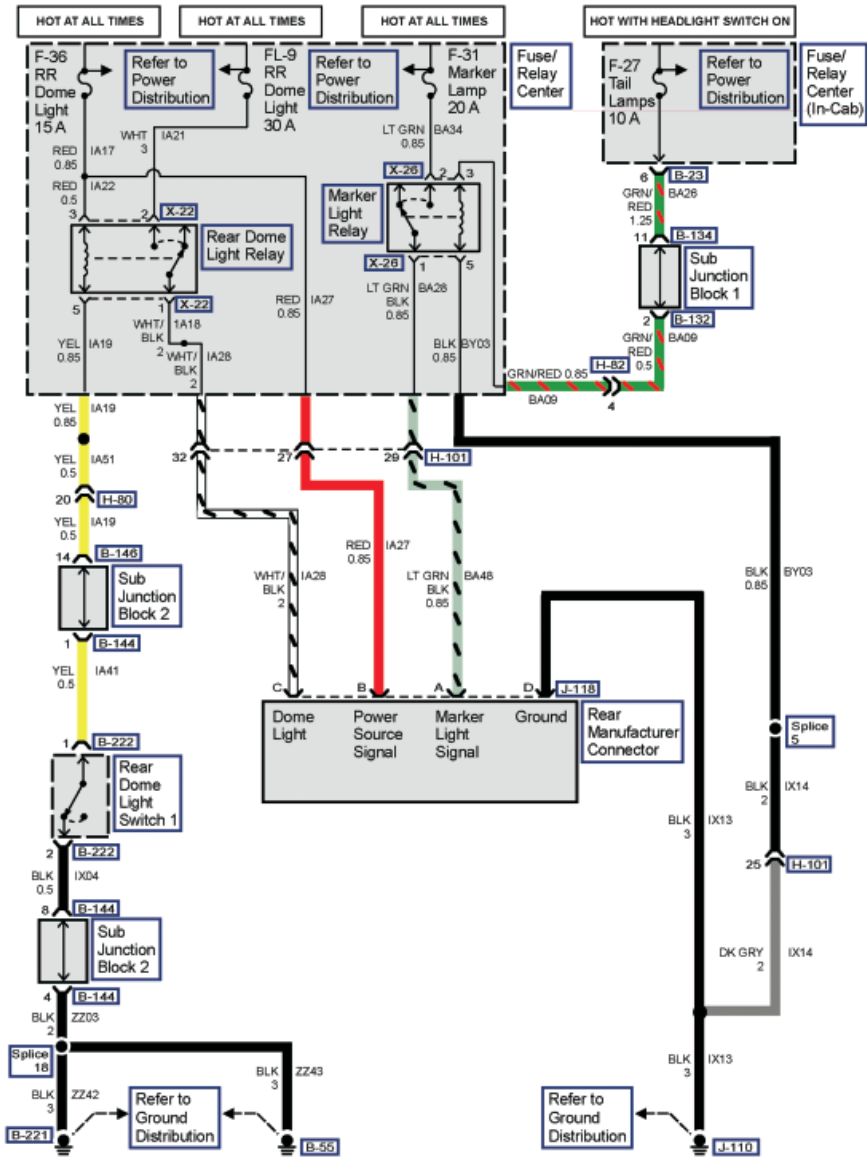 HOT AT ALL TIMES
HOT AT ALL TIMES
HOT AT ALL TIMES
HOT WITH HEADLIGHT SWITCH ON
F-36
RR
Dome
Light
15 A
Refer to
Power
Distribution
FL-9
RR
Dome
Light
30 A
Refer to
Power
Distribution
F-31
Marker
Lamp
20 A
Fuse/
Relay
Center
F-27
Tail
Lamps
10 A
Refer to
Power
Distribution
Fuse/
Relay
Center
(In-Cab)
WHT
3
IA21
LT GRN
BA34
RED
0.85
IA17
RED
0.5
IA22
3
2
X-22
Rear Dome
Light Relay
X-26
2
3
Marker
Light
Relay
X-26
1
5
6
B-23
GRN/
RED
1.25
BA26
11
B-134
Sub
Junction
Block 1
2
B-132
GRN/
RED
0.5
BA09
5
1
X-22
YEL
0.85
IA19
WHT/
BLK
2
1A18
WHT/
BLK
2
IA28
RED
0.85
IA27
LT GRN
BLK
0.85
BA28
BLK
0.85
BY03
GRN/RED 0.85
BA09
H-82
4
YEL
0.85
IA19
YEL
0.5
IA51
20
H-80
YEL
0.5
IA19
14
B-146
Sub
Junction
Block 2
1
B-144
YEL
0.5
IA41
32
27
29
H-101
WHT/
BLK
2
IA28
RED
0.85
IA27
LT GRN
BLK
0.85
BA48
BLK
0.85
BY03
C
B
A
D
J-118
Dome
Light
Power
Source
Signal
Marker
Light
Signal
Ground
Rear
Manufacturer
Connector
Splice
5
1
B-222
Rear
Dome
Light
Switch 1
2
B-222
BLK
0.5
IX04
8
B-144
Sub
Junction
Block 2
4
B-144
BLK
2
ZZ03
Splice
18
BLK
3
ZZ42
BLK
3
ZZ43
B-221
Refer to
Ground
Distribution
B-55
BLK
3
IX13
BLK
2
IX14
25
H-101
DK GRY
2
IX14
BLK
3
IX13
Refer to
Ground
Distribution
J-110